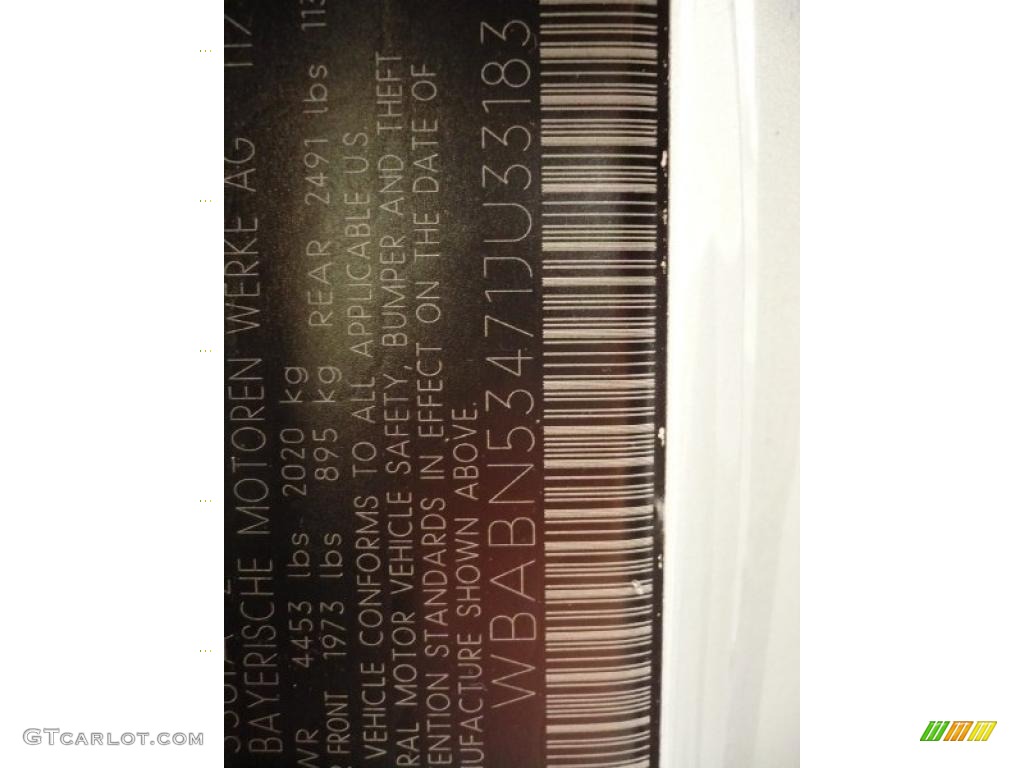 BAYERISCHE MOTOREN WERKE AG 11/
WR 4453 lbs 2020 kg
FRONT 1973 lbs 895 kg REAR 2491 lbs 113
VEHICLE CONFORMS TO ALL APPLICABLE U.S.
RAL MOTOR VEHICLE SAFETY, BUMPER AND THEFT
ENTION STANDARDS IN EFFECT ON THE DATE OF
UFACTURE SHOWN ABOVE.
WBABN53471JU33183
GTcarlot.com